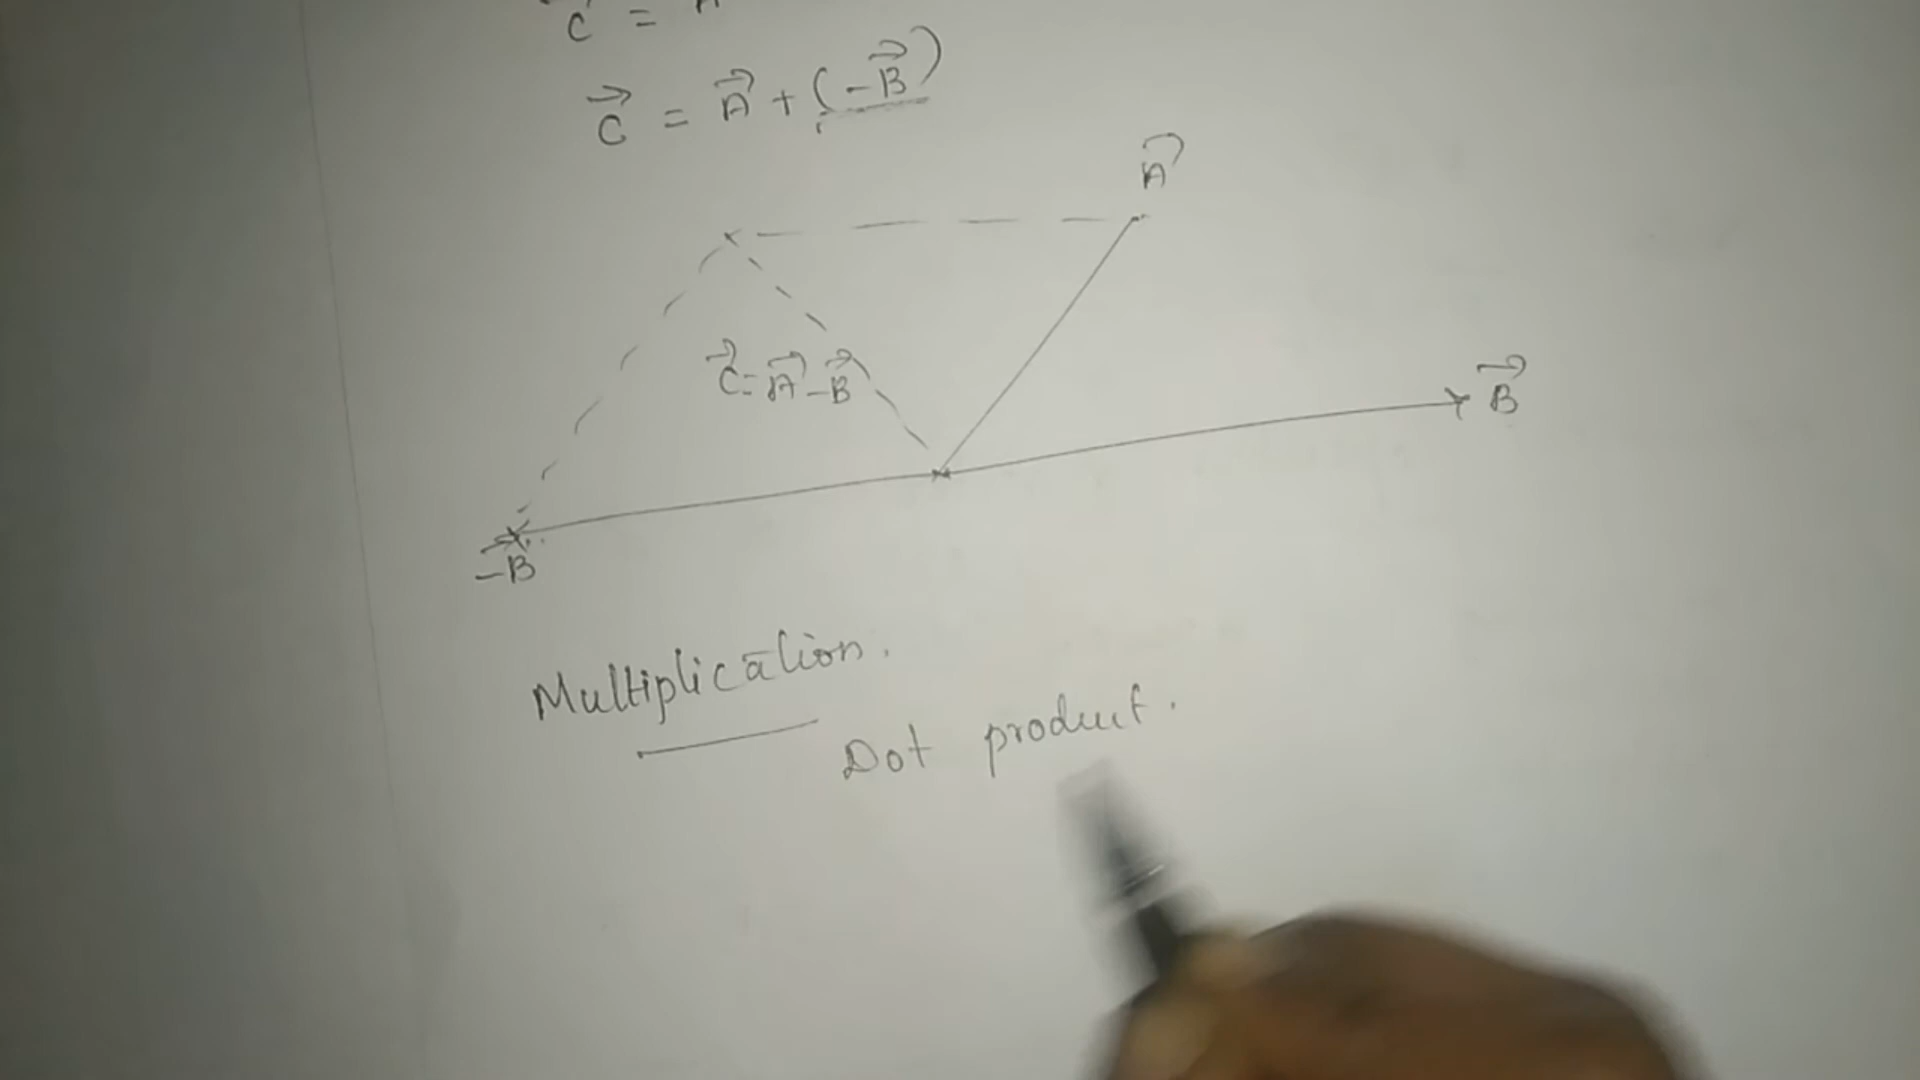 C⃗ = A
C⃗ = A⃗ + (-B⃗)
A⃗
C⃗ = A⃗ - B⃗
B⃗
-B⃗
Multiplication.
Dot product.